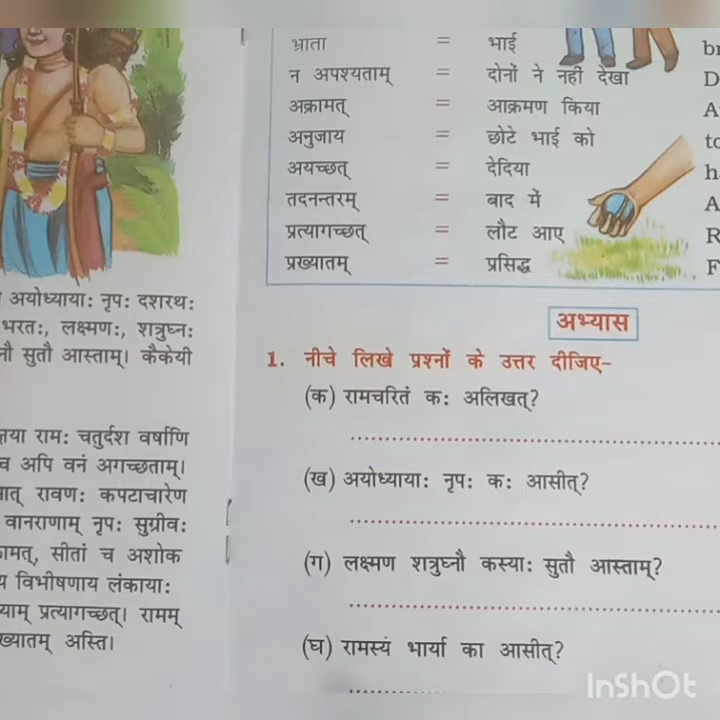 अयोध्यायाः नृपः दशरथः
भरतः, लक्ष्मणः, शत्रुघ्नः
सुतौ आस्ताम्। कैकेयी
रामः चतुर्दश वर्षाणि
अपि वनं अगच्छताम्।
रावणः कपटाचारेण
वानराणाम् नृपः सुग्रीवः
सीतां च अशोक
विभीषणाय लंकायाः
प्रत्यागच्छत्। रामम्
अस्ति।
भ्राता = भाई
न अपश्यताम् = दोनों ने नहीं देखा D
अक्रामत् = आक्रमण किया A
अनुजाय = छोटे भाई को to
अयच्छत् = देदिया h
तदनन्तरम् = बाद में A
प्रत्यागच्छत् = लौट आए R
प्रख्यातम् = प्रसिद्ध F
अभ्यास
1. नीचे लिखे प्रश्नों के उत्तर दीजिए–
(क) रामचरितं कः अलिखत्?
(ख) अयोध्यायाः नृपः कः आसीत्?
(ग) लक्ष्मण शत्रुघ्नौ कस्याः सुतौ आस्ताम्?
(घ) रामस्यं भार्या का आसीत्?
InShOt